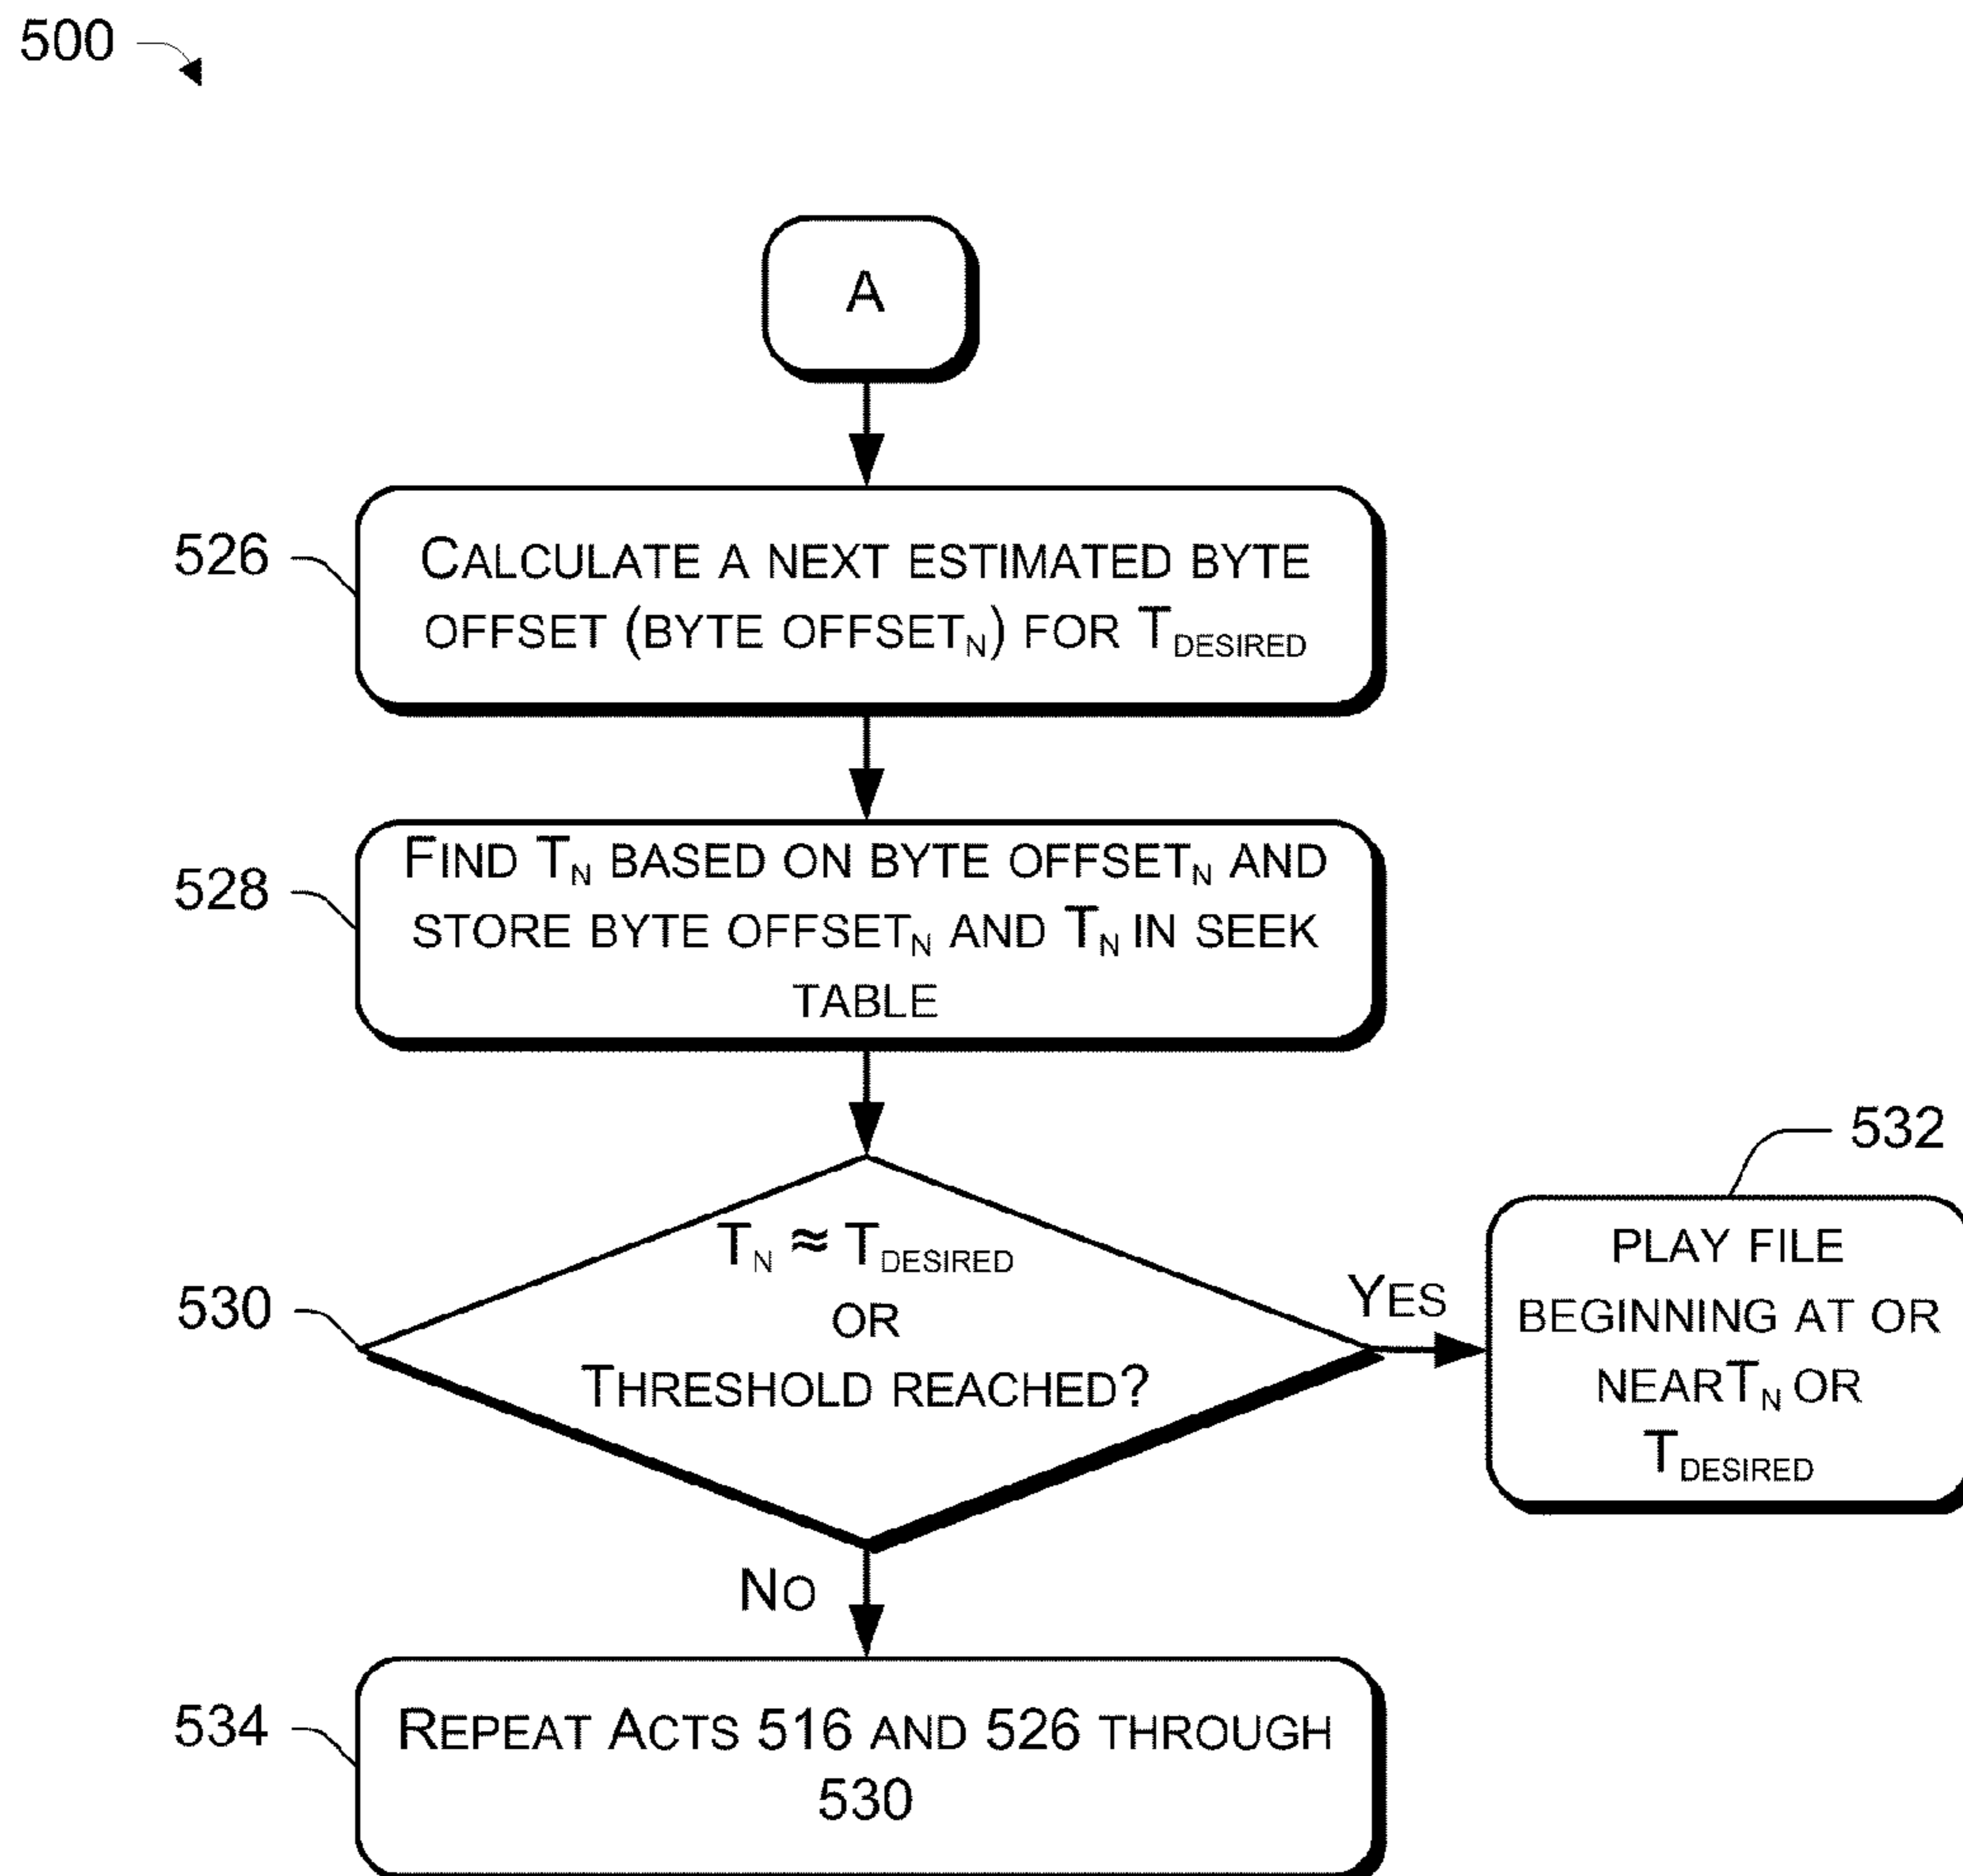 500
A
526
CALCULATE A NEXT ESTIMATED BYTE
OFFSET (BYTE OFFSETN) FOR TDESIRED
528
FIND TN BASED ON BYTE OFFSETN AND
STORE BYTE OFFSETN AND TN IN SEEK
TABLE
530
TN ≈ TDESIRED
OR
THRESHOLD REACHED?
YES
532
PLAY FILE
BEGINNING AT OR
NEARTN OR
TDESIRED
NO
534
REPEAT ACTS 516 AND 526 THROUGH
530